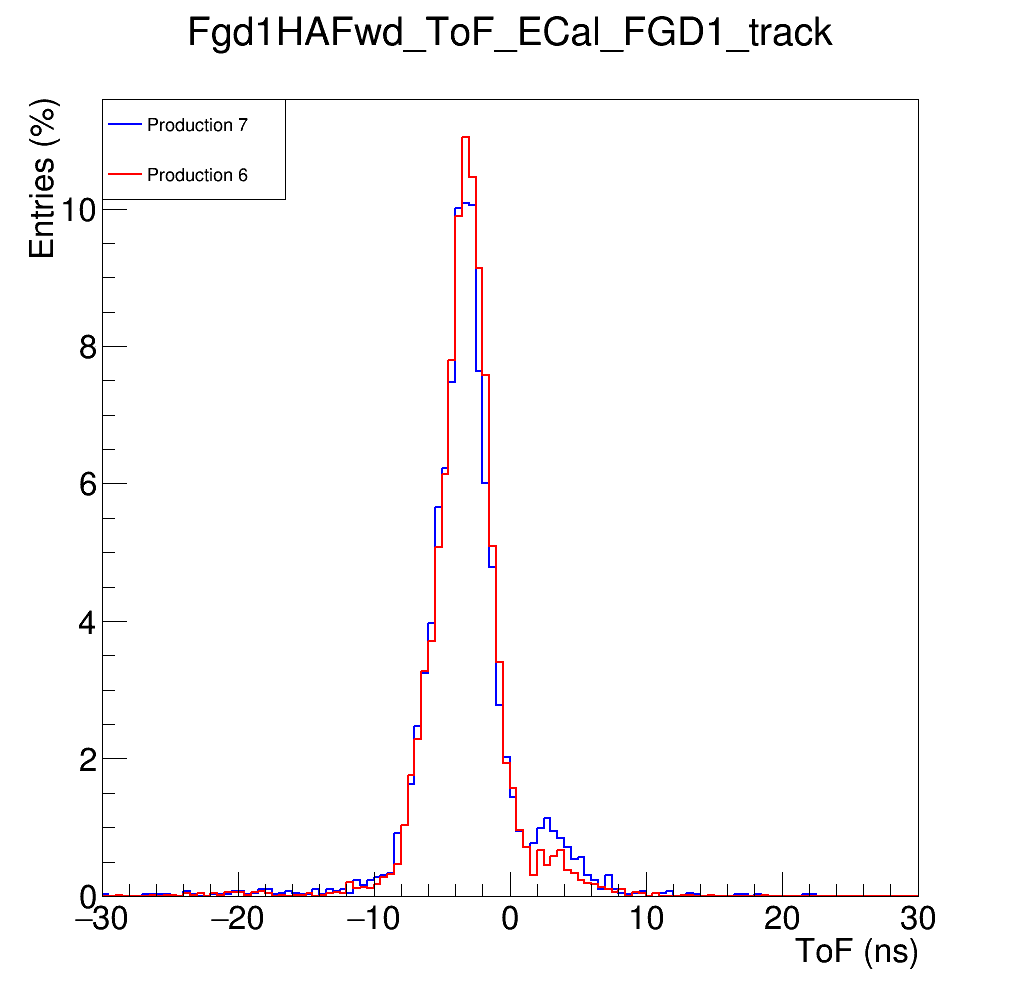 Fgd1HAFwd_ToF_ECal_FGD1_track
Entries (%)
Production 7
Production 6
10
8
6
4
2
0
−30
−20
−10
0
10
20
30
ToF (ns)